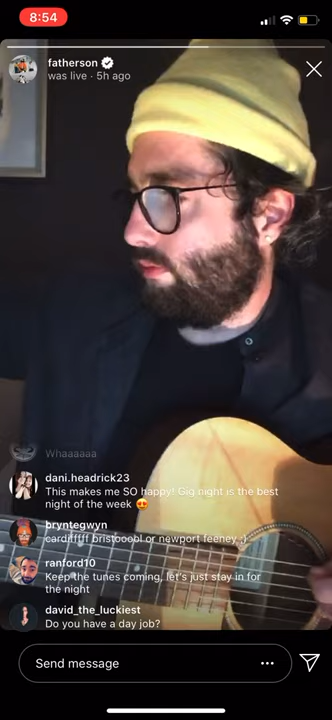 8:54
fatherson
was live · 5h ago
Whaaaaaa
dani.headrick23
This makes me SO happy! Gig night is the best
night of the week 😍
bryntegwyn
cardifffff bristooobl or newport feeney ;)
ranford10
Keep the tunes coming, let's just stay in for
the night
david_the_luckiest
Do you have a day job?
Send message